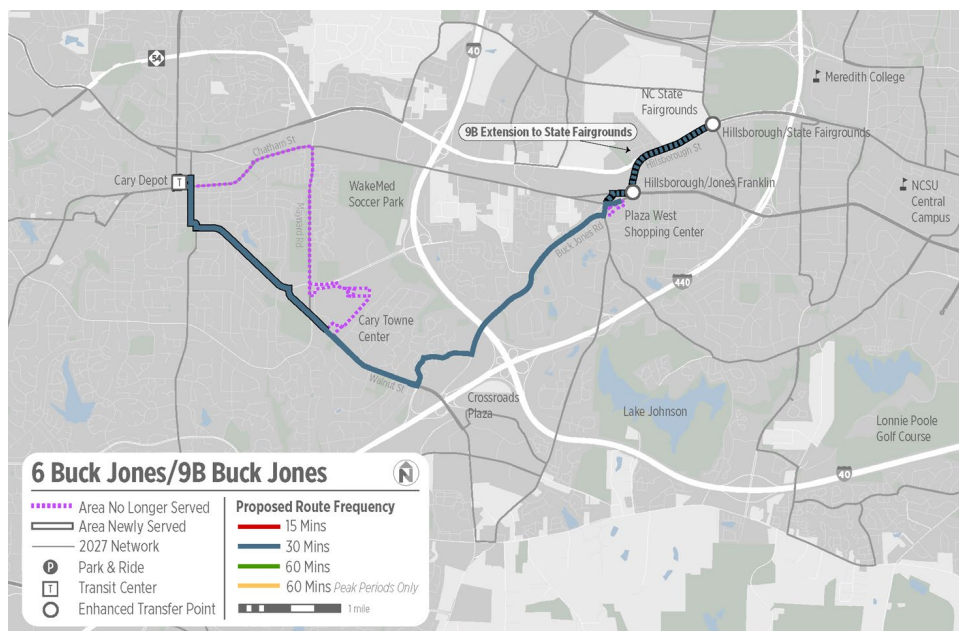 54
40
Meredith College
NC State
Fairgrounds
9B Extension to State Fairgrounds
Hillsborough/State Fairgrounds
Chatham St
Hillsborough St
Cary Depot
T
WakeMed
Soccer Park
Hillsborough/Jones Franklin
NCSU
Central
Campus
Maynard Rd
Plaza West
Shopping Center
Buck Jones Rd
440
Cary Towne
Center
Walnut St
Crossroads
Plaza
Lake Johnson
Lonnie Poole
Golf Course
40
6 Buck Jones/9B Buck Jones
N
Area No Longer Served
Area Newly Served
2027 Network
P Park & Ride
T Transit Center
Enhanced Transfer Point
Proposed Route Frequency
15 Mins
30 Mins
60 Mins
60 Mins Peak Periods Only
1 mile